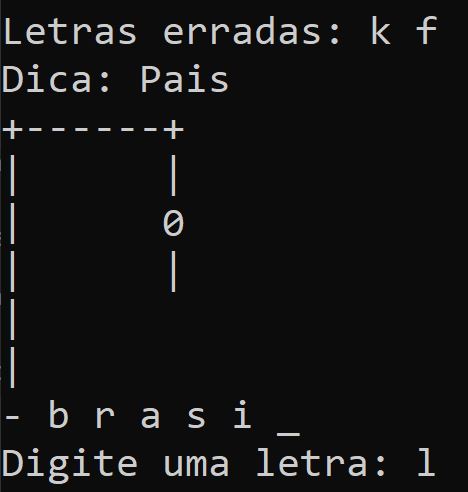 Letras erradas: k f
Dica: Pais
+------+
|      |
|      0
|      |
|
|
- b r a s i _
Digite uma letra: l